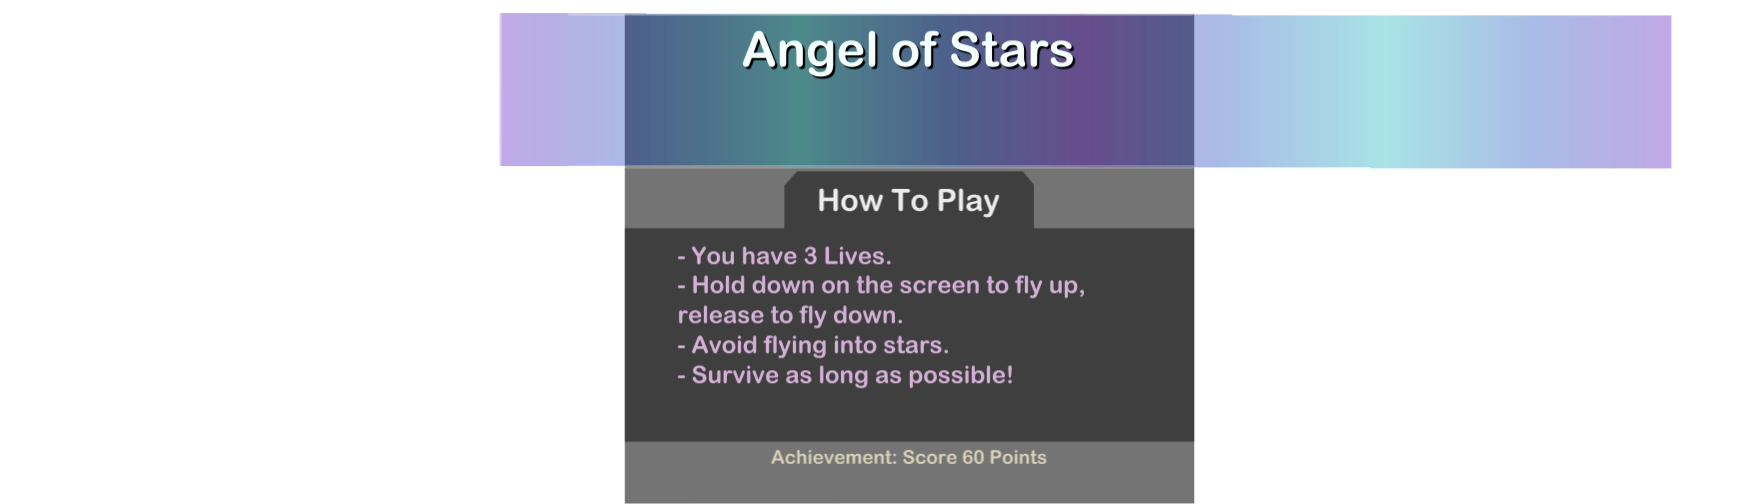 Angel of Stars
How To Play
- You have 3 Lives.
- Hold down on the screen to fly up,
release to fly down.
- Avoid flying into stars.
- Survive as long as possible!
Achievement: Score 60 Points